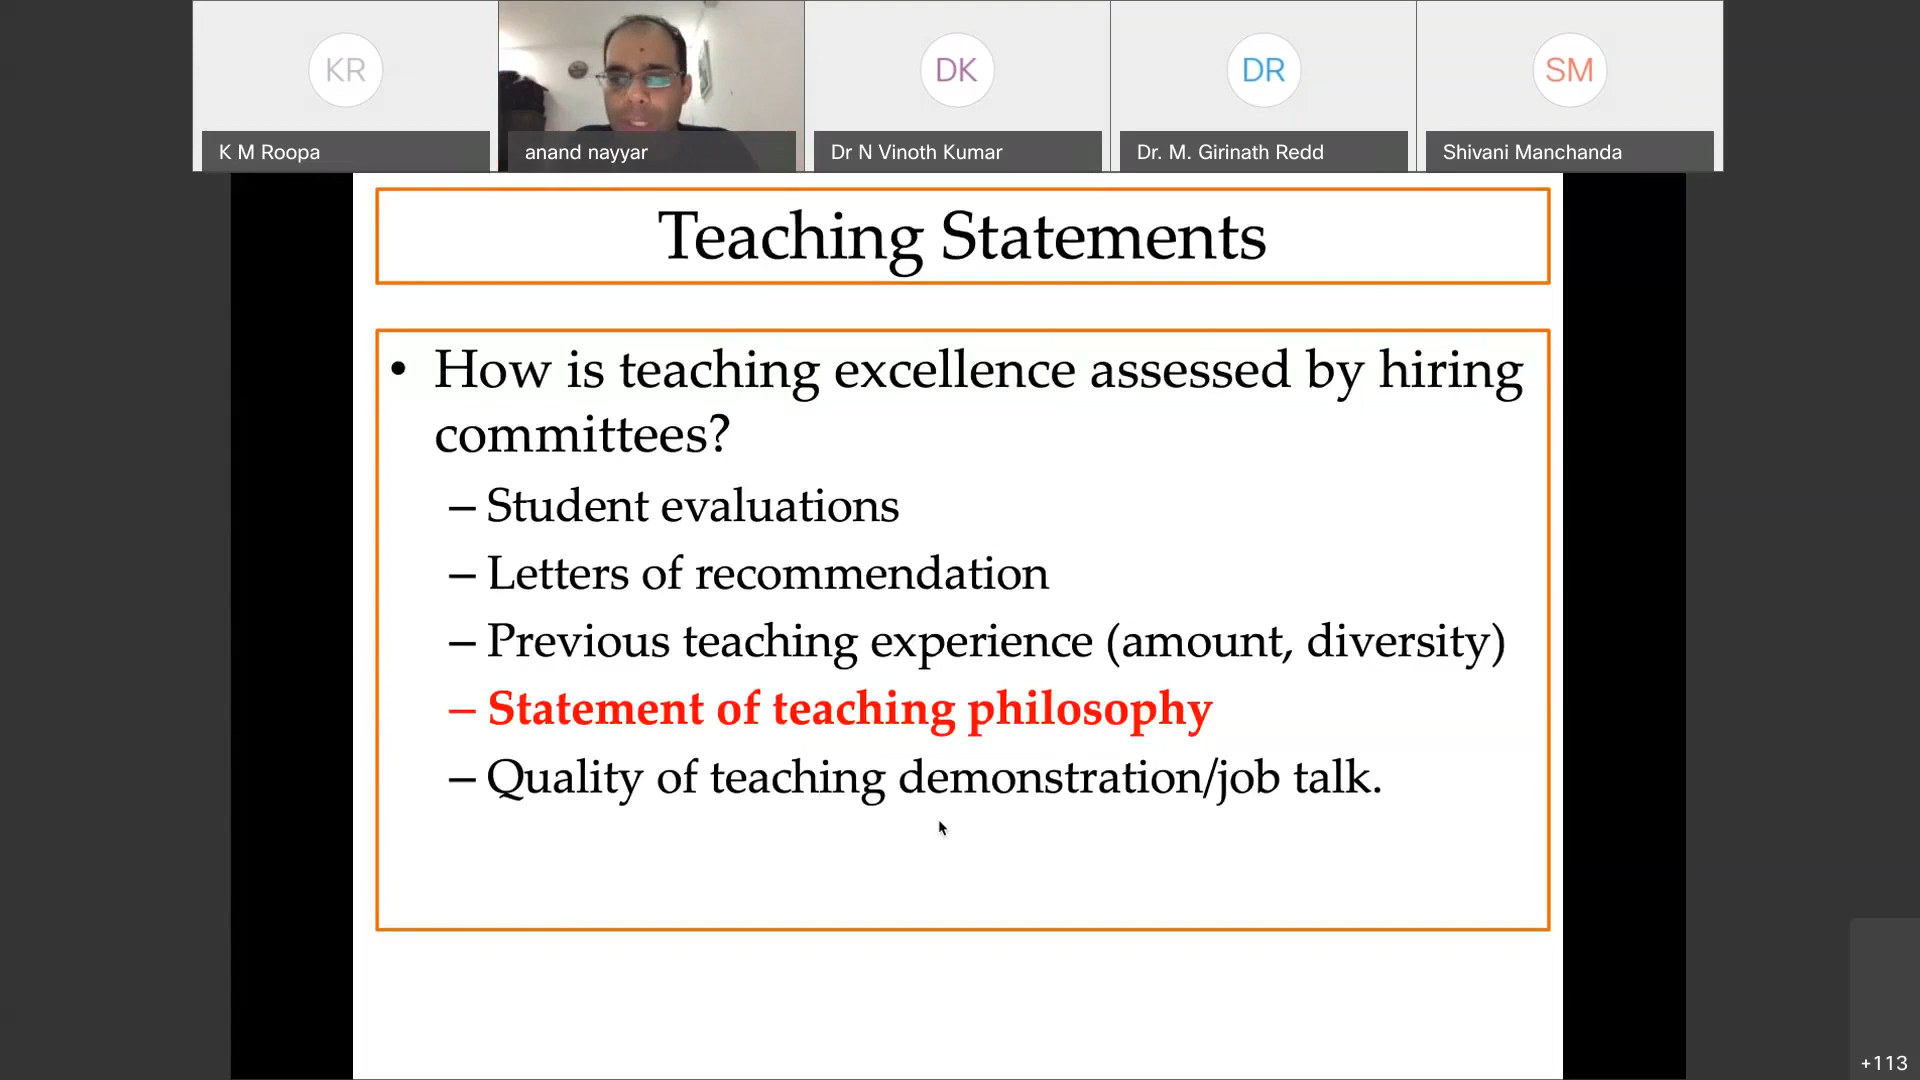 KR
DK
DR
SM
K M Roopa
anand nayyar
Dr N Vinoth Kumar
Dr. M. Girinath Redd
Shivani Manchanda
Teaching Statements
• How is teaching excellence assessed by hiring
committees?
– Student evaluations
– Letters of recommendation
– Previous teaching experience (amount, diversity)
– Statement of teaching philosophy
– Quality of teaching demonstration/job talk.
+113